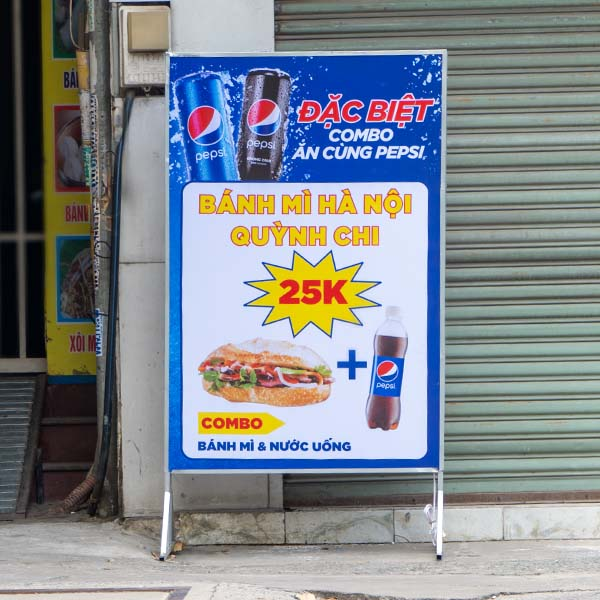 ĐẶC BIỆT
COMBO
ĂN CÙNG PEPSI
pepsi
pepsi
BÁNH MÌ HÀ NỘI
QUỲNH CHI
25K
+
pepsi
COMBO
BÁNH MÌ & NƯỚC UỐNG
BÁN
BÁNH
XÔI M